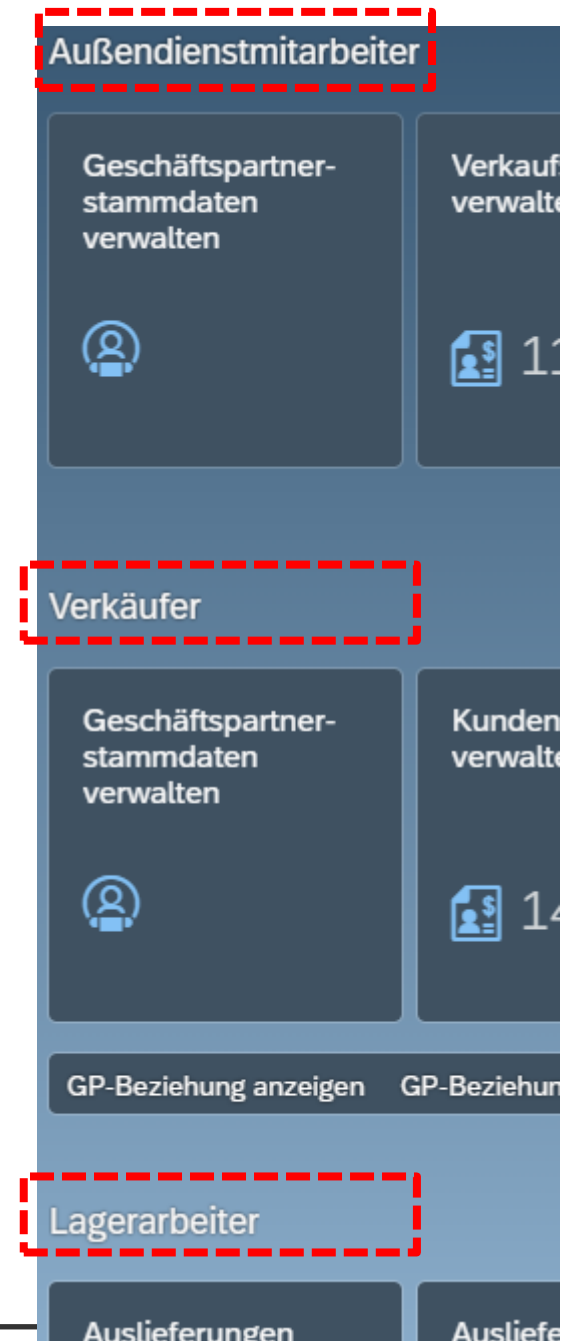 Außendienstmitarbeiter
Geschäftspartner-
stammdaten
verwalten
Verkäufer
Geschäftspartner-
stammdaten
verwalten
GP-Beziehung anzeigen
Lagerarbeiter
Auslieferungen